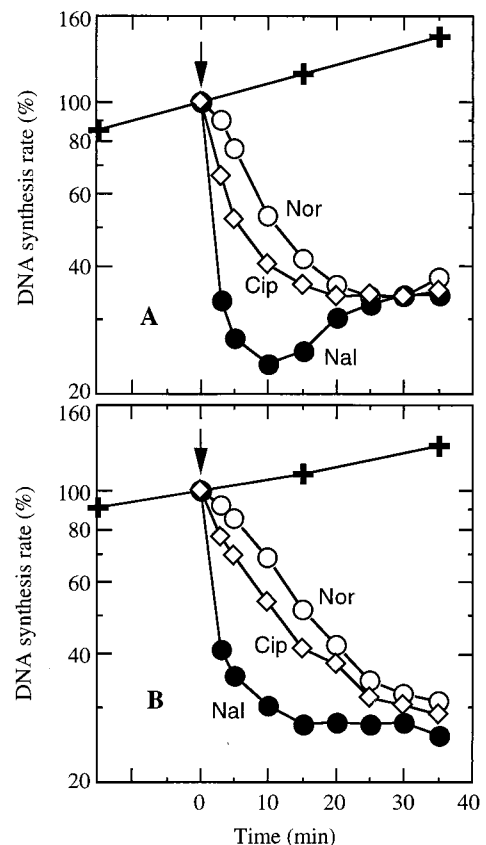 160
100
80
60
40
20
DNA synthesis rate (%)
Nor
Cip
Nal
A
160
100
80
60
40
20
DNA synthesis rate (%)
Nor
Cip
Nal
B
0 10 20 30 40
Time (min)